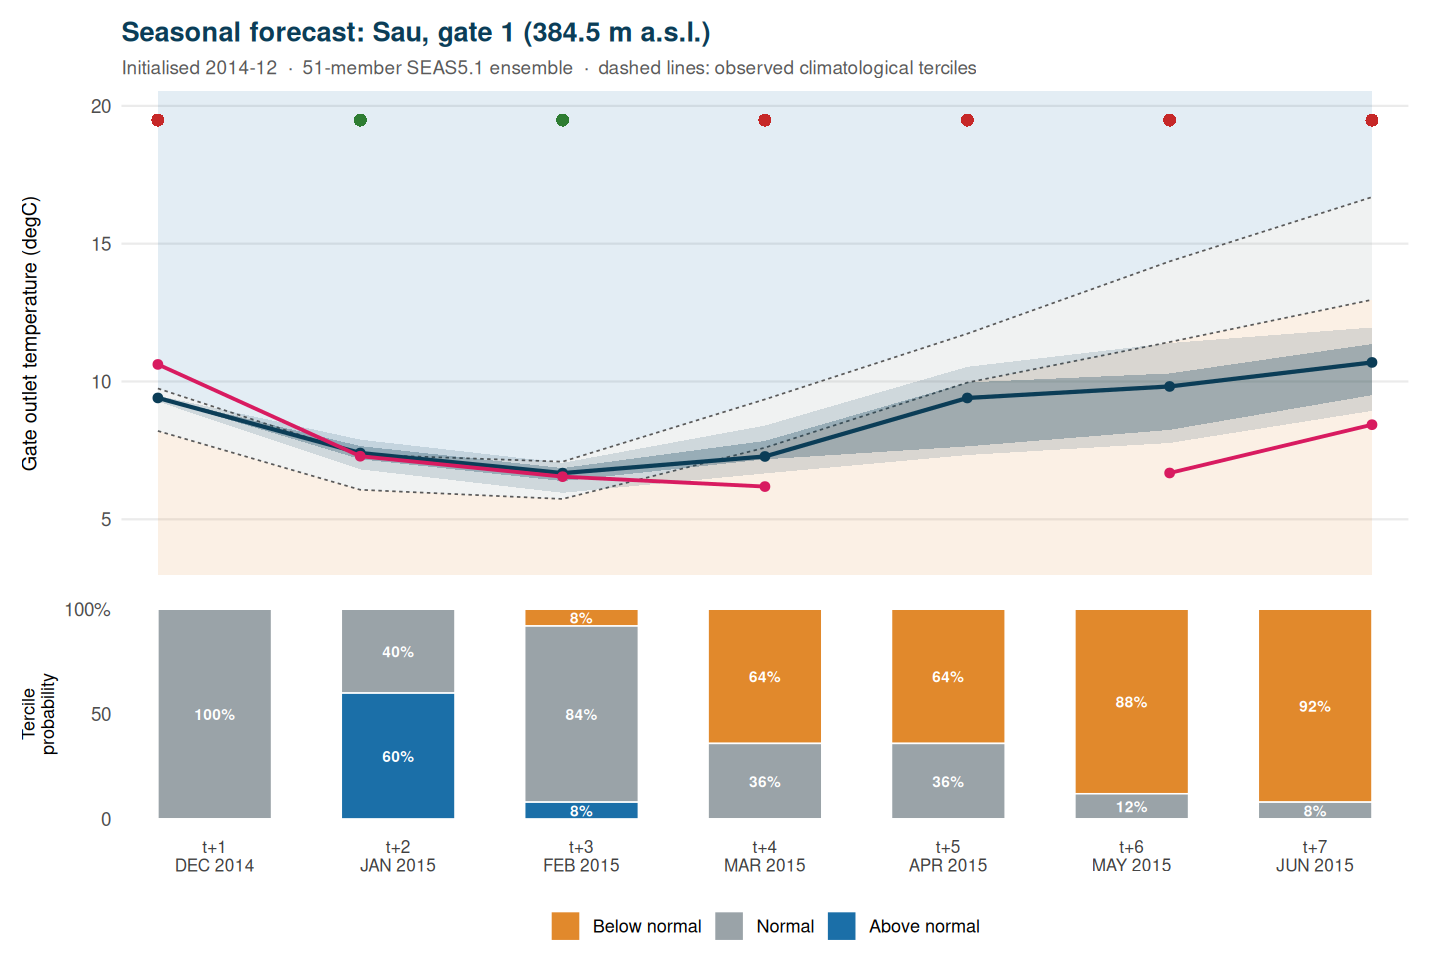 Seasonal forecast: Sau, gate 1 (384.5 m a.s.l.)
Initialised 2014-12 · 51-member SEAS5.1 ensemble · dashed lines: observed climatological terciles
Gate outlet temperature (degC)
20
15
10
5
Tercile
probability
100%
50
0
100%
40%
60%
8%
84%
8%
64%
36%
64%
36%
88%
12%
92%
8%
t+1
DEC 2014
t+2
JAN 2015
t+3
FEB 2015
t+4
MAR 2015
t+5
APR 2015
t+6
MAY 2015
t+7
JUN 2015
Below normal
Normal
Above normal